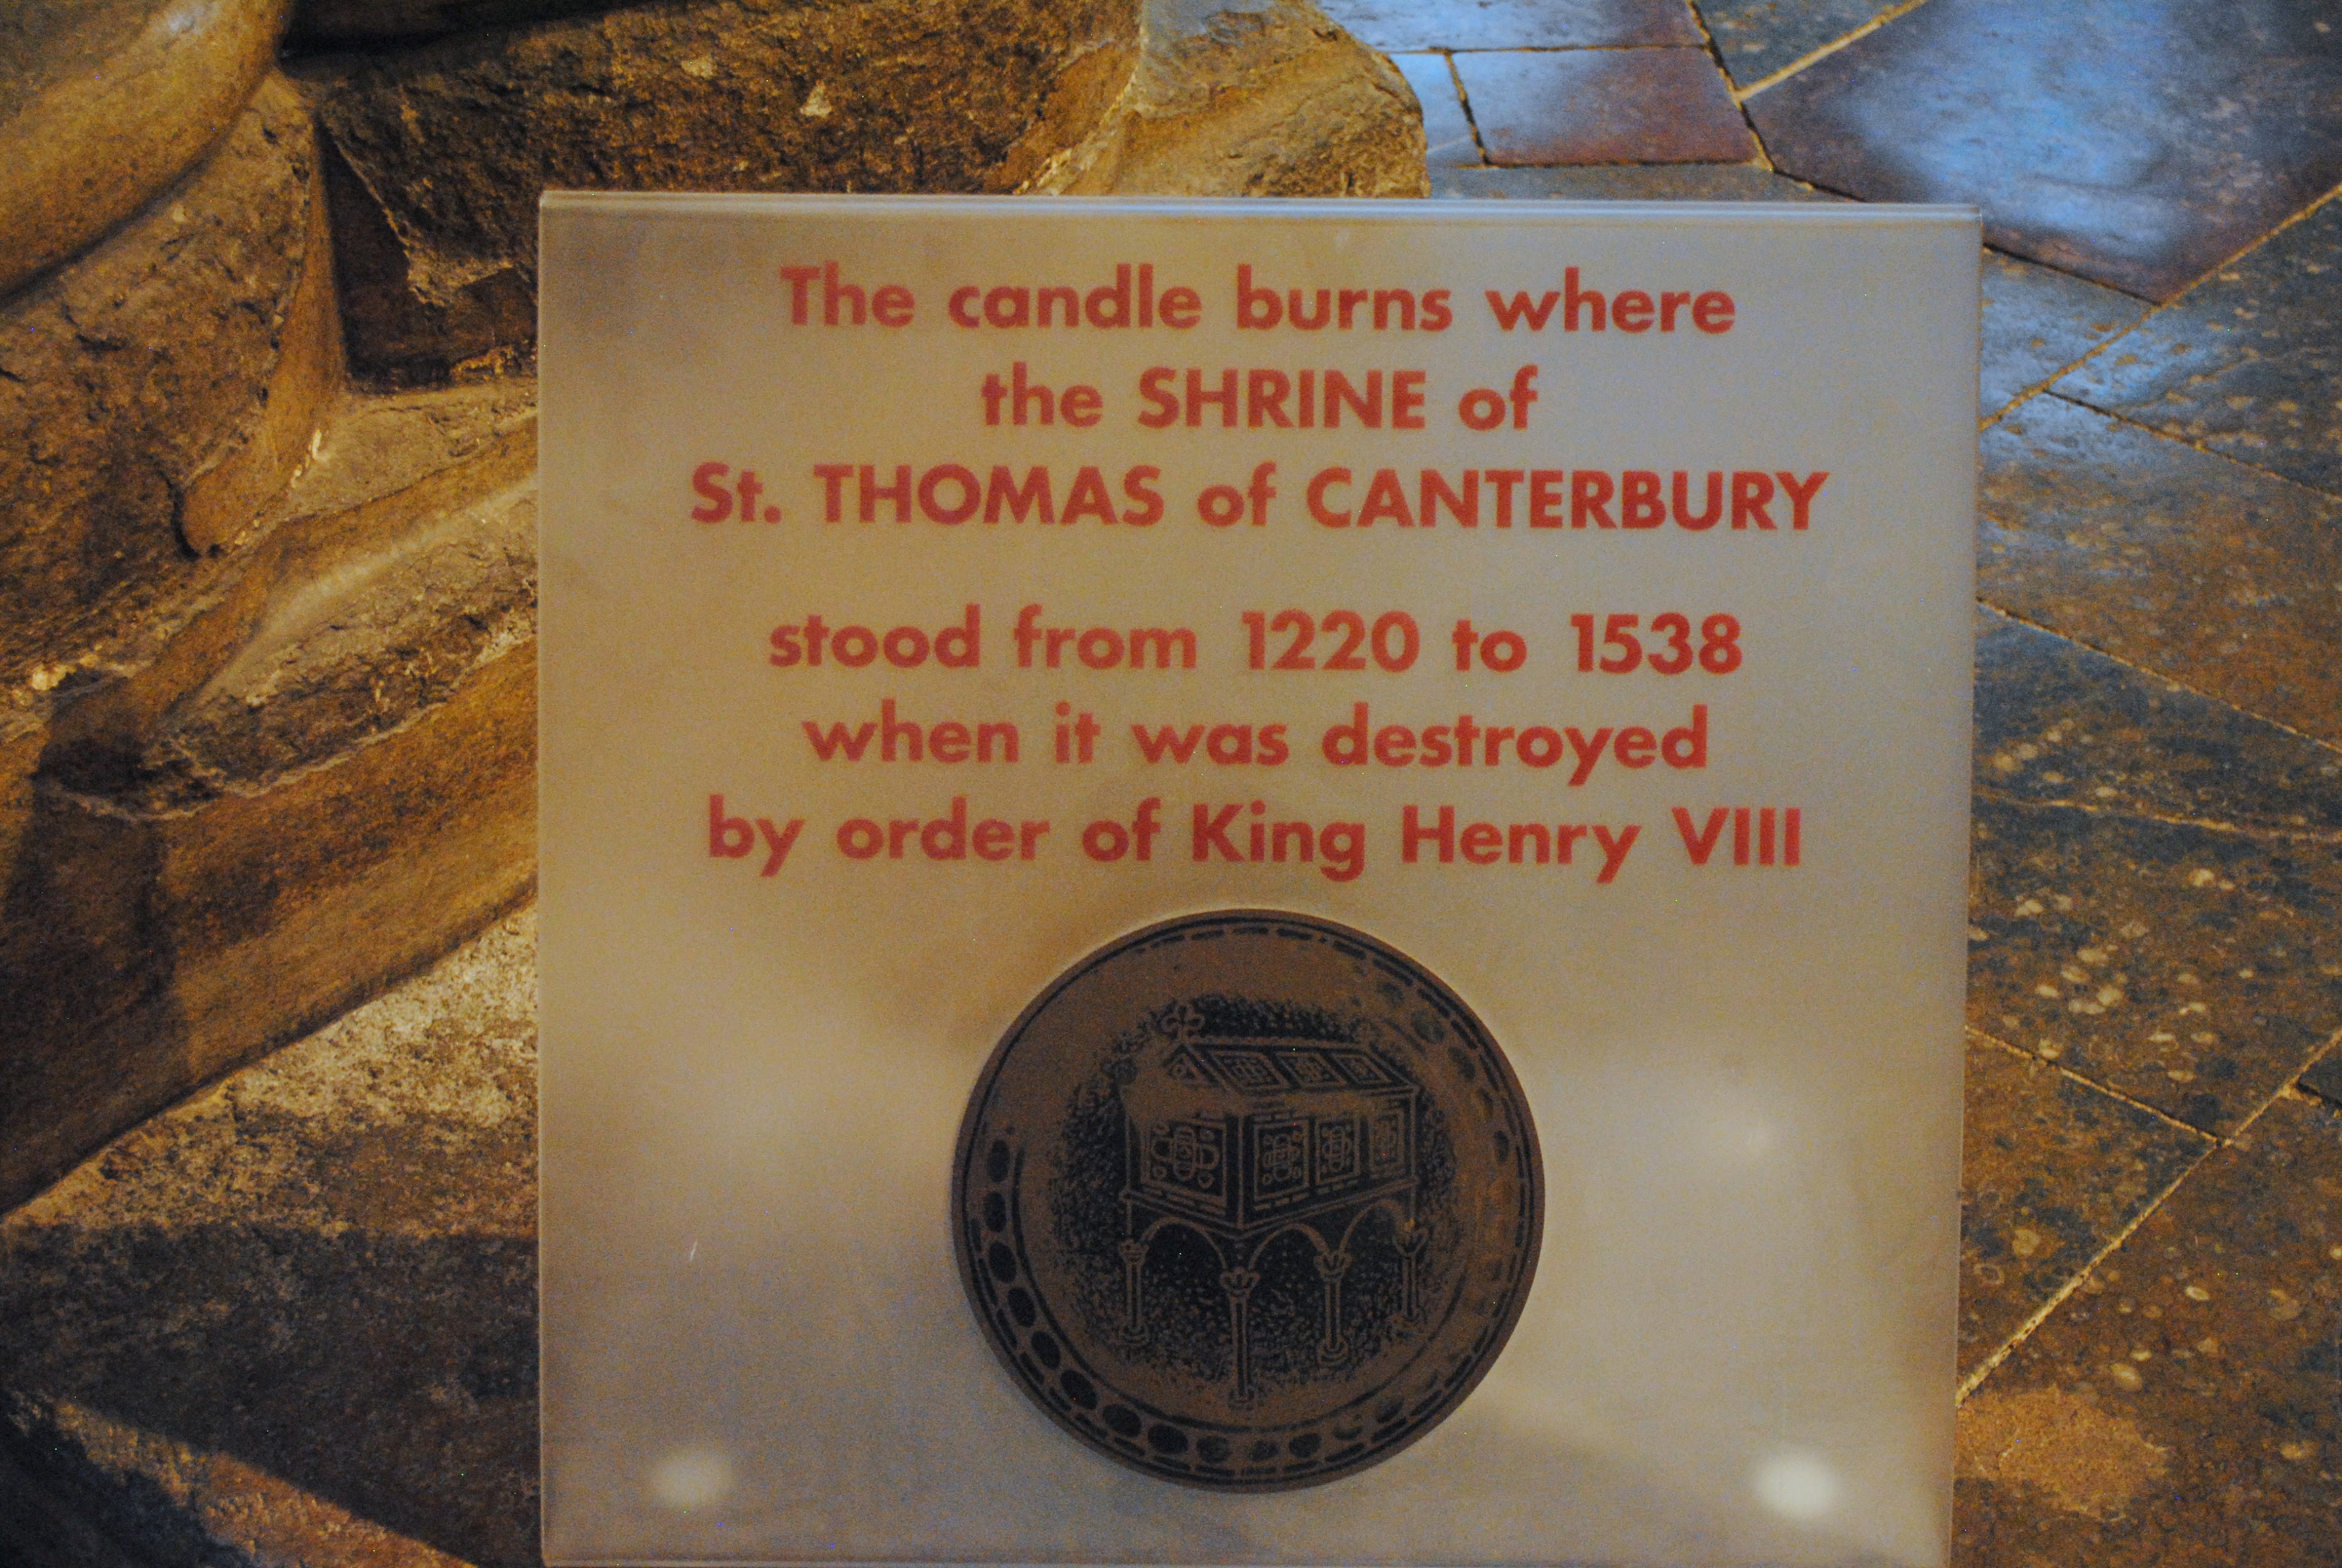 The candle burns where
the SHRINE of
St. THOMAS of CANTERBURY
stood from 1220 to 1538
when it was destroyed
by order of King Henry VIII